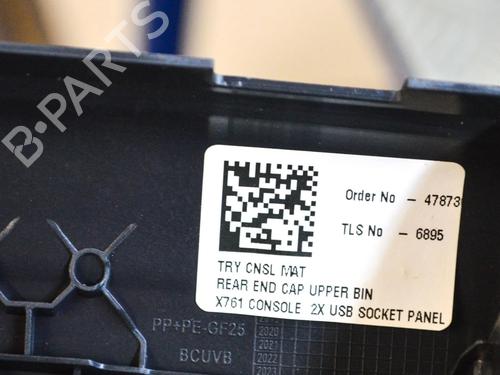 B-PARTS
Order No - 47873
TLS No - 6895
TRY CNSL MAT
REAR END CAP UPPER BIN
X761 CONSOLE, 2X USB SOCKET PANEL
PP+PE-GF25
BCUVB
2020
2021
2022
2023